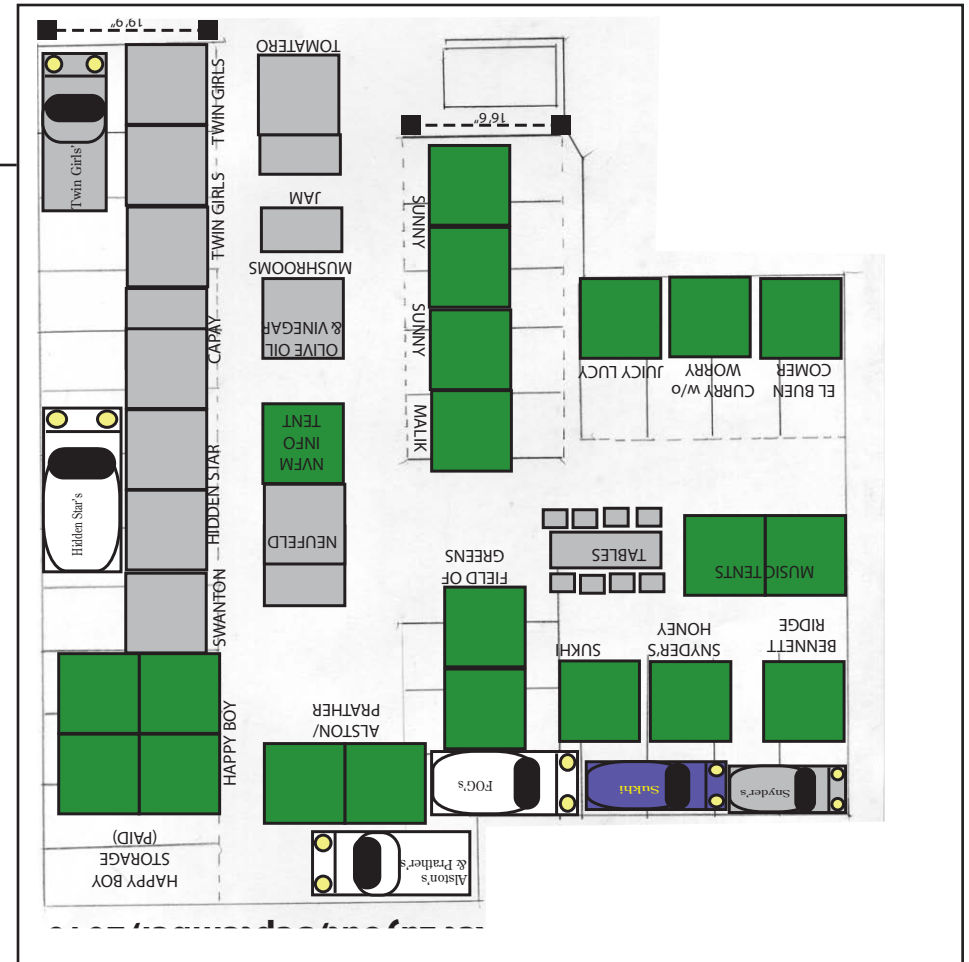 19'9"
TOMATERO
TWIN GIRLS
Twin Girls'
16'6"
TWIN GIRLS
JAM
SUNNY
MUSHROOMS
OLIVE OIL
& VINEGAR
CAPAY
SUNNY
JUICY LUCY
CURRY w/o
WORRY
EL BUEN
COMER
MALIK
NVFM
INFO
TENT
HIDDEN STAR
Hidden Star's
NEUFELD
TABLES
MUSIC TENTS
FIELD OF
GREENS
SWANTON
SUKHI
SNYDER'S
HONEY
BENNETT
RIDGE
HAPPY BOY
ALSTON/
PRATHER
FOG's
Sukhi
Snyder's
HAPPY BOY
STORAGE
(PAID)
Alston's
& Prather's